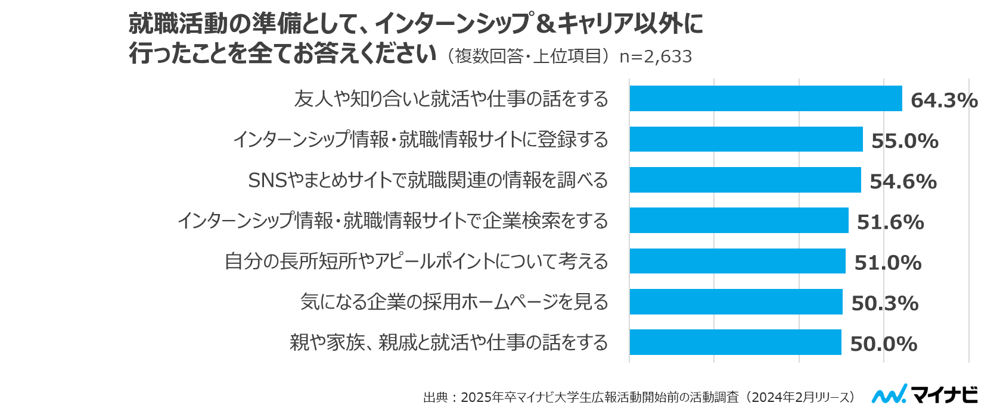 就職活動の準備として、インターンシップ＆キャリア以外に
行ったことを全てお答えください（複数回答・上位項目）n=2,633
友人や知り合いと就活や仕事の話をする 64.3%
インターンシップ情報・就職情報サイトに登録する 55.0%
SNSやまとめサイトで就職関連の情報を調べる 54.6%
インターンシップ情報・就職情報サイトで企業検索をする 51.6%
自分の長所短所やアピールポイントについて考える 51.0%
気になる企業の採用ホームページを見る 50.3%
親や家族、親戚と就活や仕事の話をする 50.0%
出典：2025年卒マイナビ大学生広報活動開始前の活動調査（2024年2月リリース） マイナビ